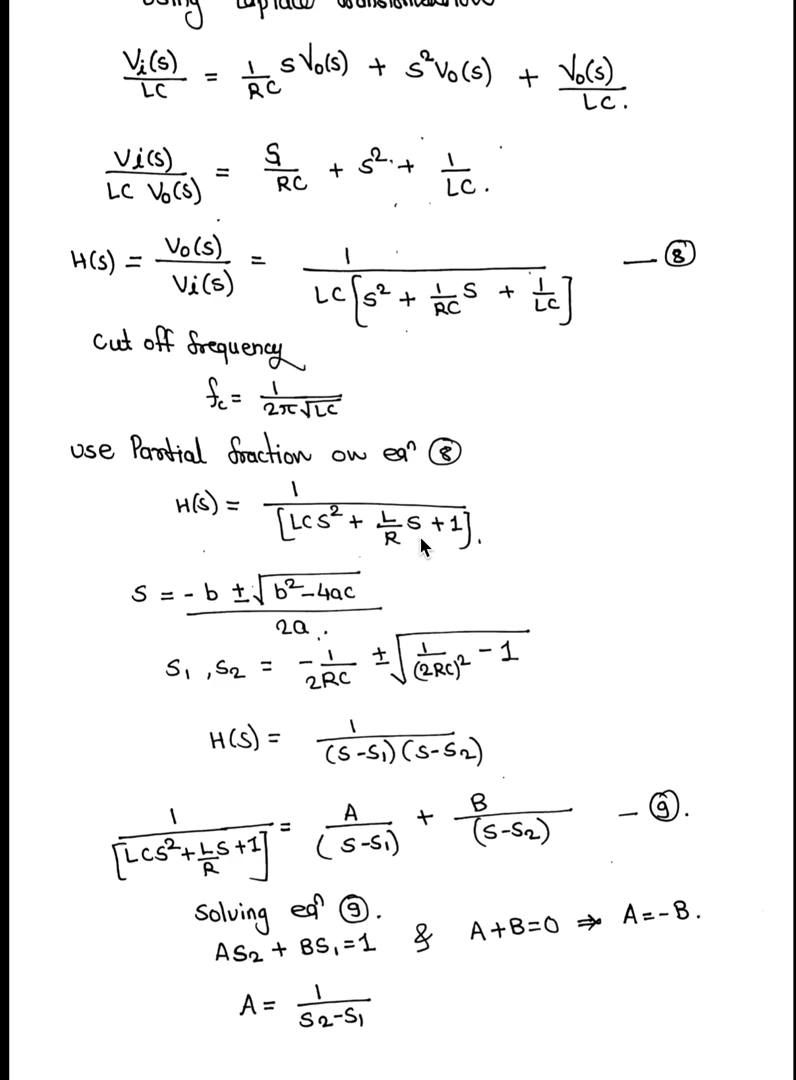 Vi(s)/LC = 1/RC sVo(s) + s²Vo(s) + Vo(s)/LC.
Vi(s)/LC Vo(s) = S/RC + s² + 1/LC.
H(s) = Vo(s)/Vi(s) = 1/LC[s² + 1/RC s + 1/LC] — ⑧
Cut off frequency
fc = 1/2π√LC
use Partial fraction on eqⁿ ⑧
H(s) = 1/[LCs² + L/R s + 1].
S = -b ± √b²-4ac/2a..
S₁, S₂ = -1/2RC ± √1/(2RC)² - 1
H(s) = 1/(s-s₁)(s-s₂)
1/[LCs² + L/R s + 1] = A/(s-s₁) + B/(s-s₂) — ⑨.
Solving eqⁿ ⑨.
AS₂ + BS₁ = 1 & A+B=0 ⇒ A=-B.
A = 1/S₂-S₁